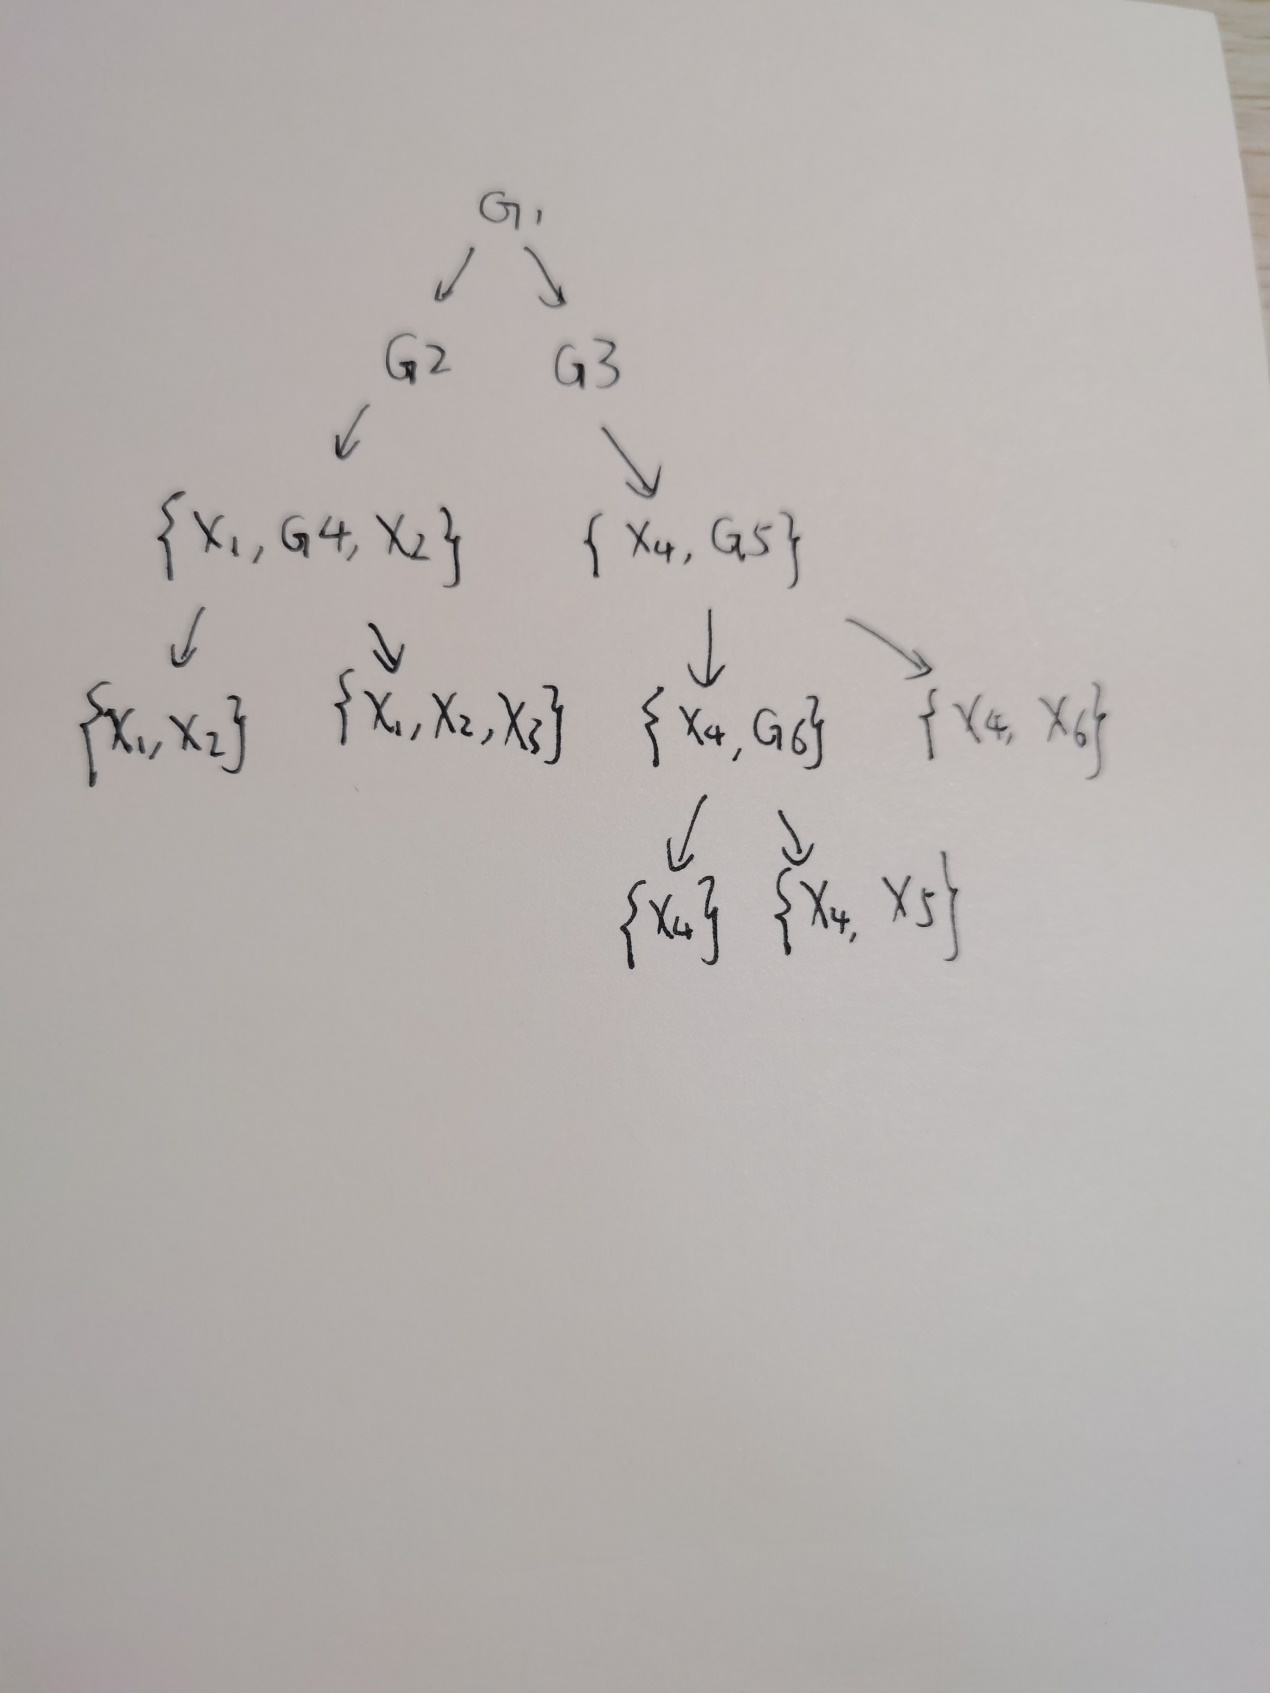 G1
G2 G3
{X1, G4, X2} {X4, G5}
{X1, X2} {X1, X2, X3} {X4, G6} {X4, X6}
{X4} {X4, X5}